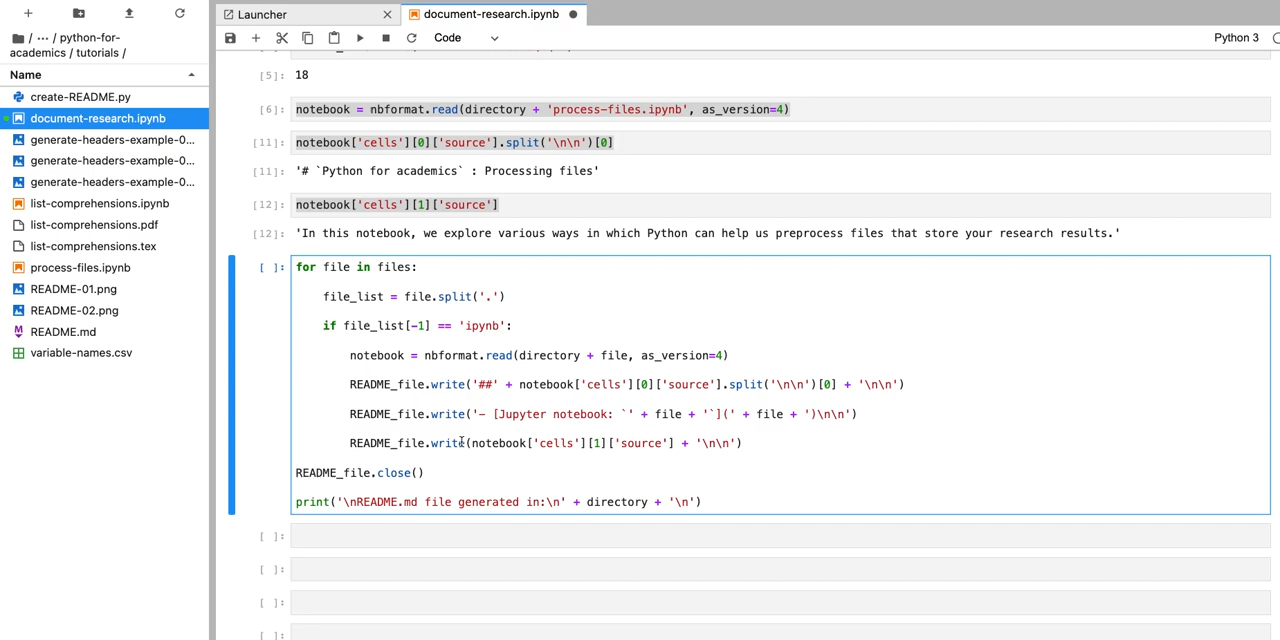 Launcher
document-research.ipynb
/ ··· / python-for-
academics / tutorials /
Name
create-README.py
document-research.ipynb
generate-headers-example-0...
generate-headers-example-0...
generate-headers-example-0...
list-comprehensions.ipynb
list-comprehensions.pdf
list-comprehensions.tex
process-files.ipynb
README-01.png
README-02.png
README.md
variable-names.csv
Code
Python 3
[5]: 18
[6]: notebook = nbformat.read(directory + 'process-files.ipynb', as_version=4)
[11]: notebook['cells'][0]['source'].split('\n\n')[0]
[11]: '# `Python for academics` : Processing files'
[12]: notebook['cells'][1]['source']
[12]: 'In this notebook, we explore various ways in which Python can help us preprocess files that store your research results.'
[ ]: for file in files:
file_list = file.split('.')
if file_list[-1] == 'ipynb':
notebook = nbformat.read(directory + file, as_version=4)
README_file.write('##' + notebook['cells'][0]['source'].split('\n\n')[0] + '\n\n')
README_file.write('- [Jupyter notebook: `' + file + '`](' + file + ')\n\n')
README_file.write(notebook['cells'][1]['source'] + '\n\n')
README_file.close()
print('\nREADME.md file generated in:\n' + directory + '\n')
[ ]:
[ ]:
[ ]:
[ ]: